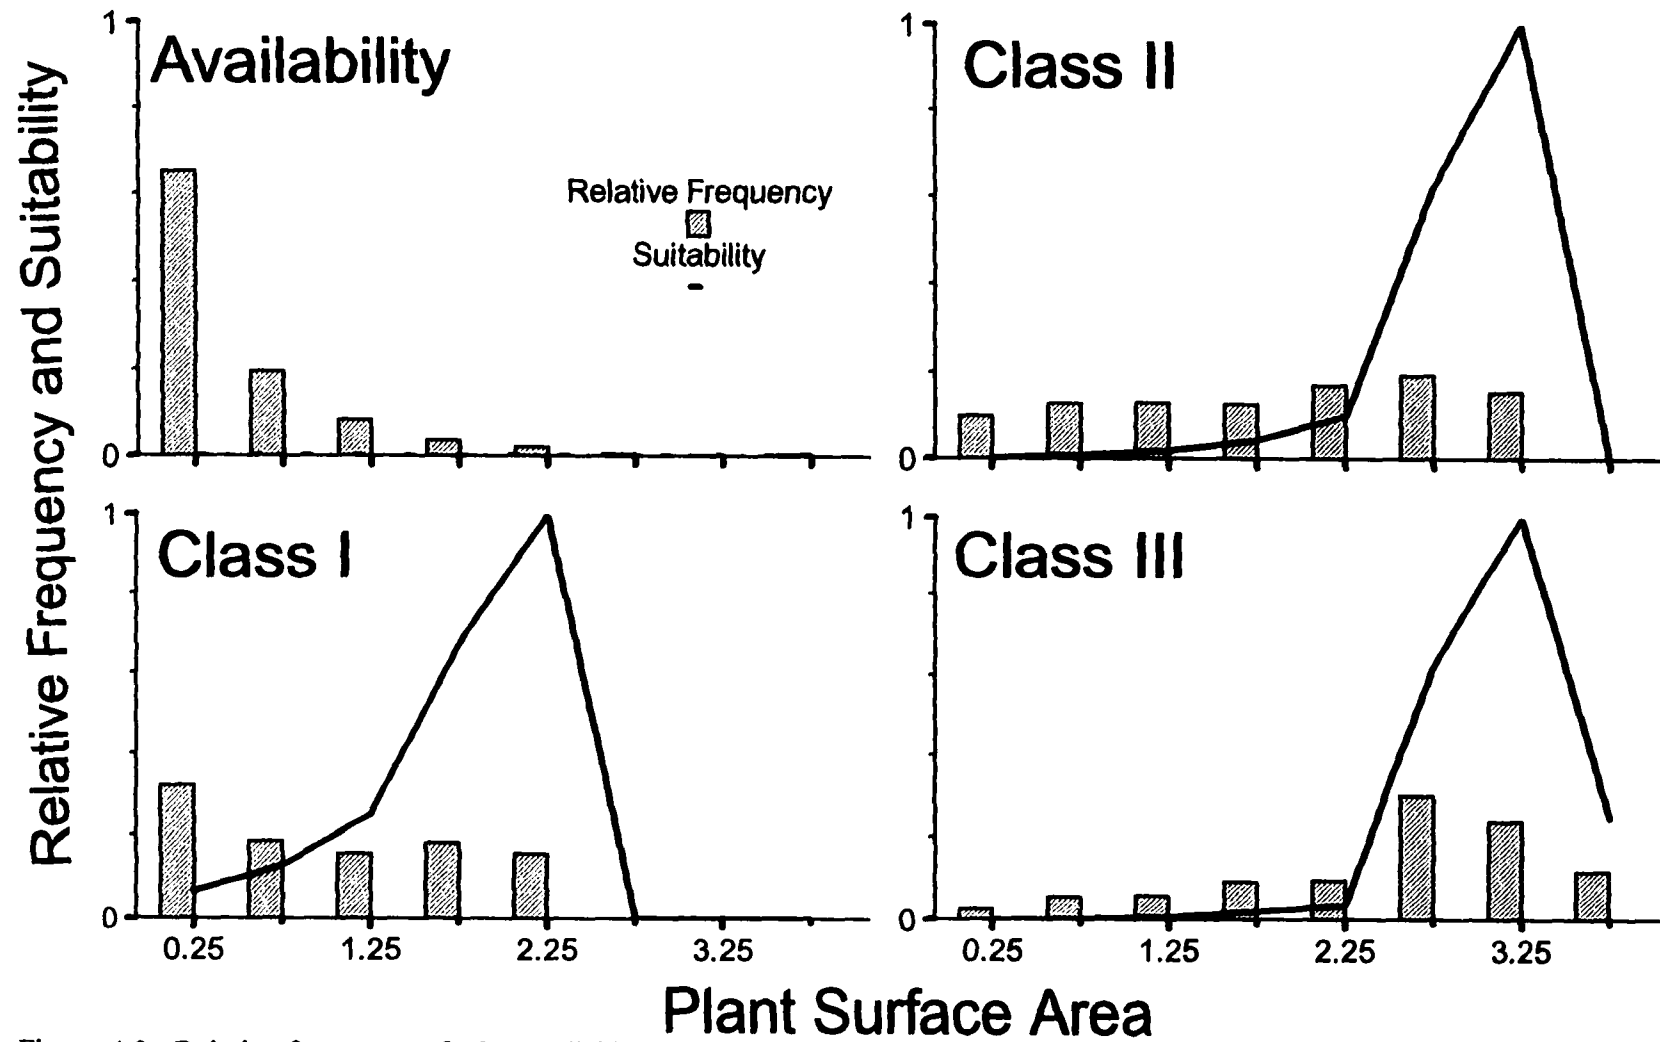 Relative Frequency and Suitability
1
Availability
Relative Frequency
Suitability
0
1
Class II
0
1
Class I
0
0.25
1.25
2.25
3.25
1
Class III
0
0.25
1.25
2.25
3.25
Plant Surface Area